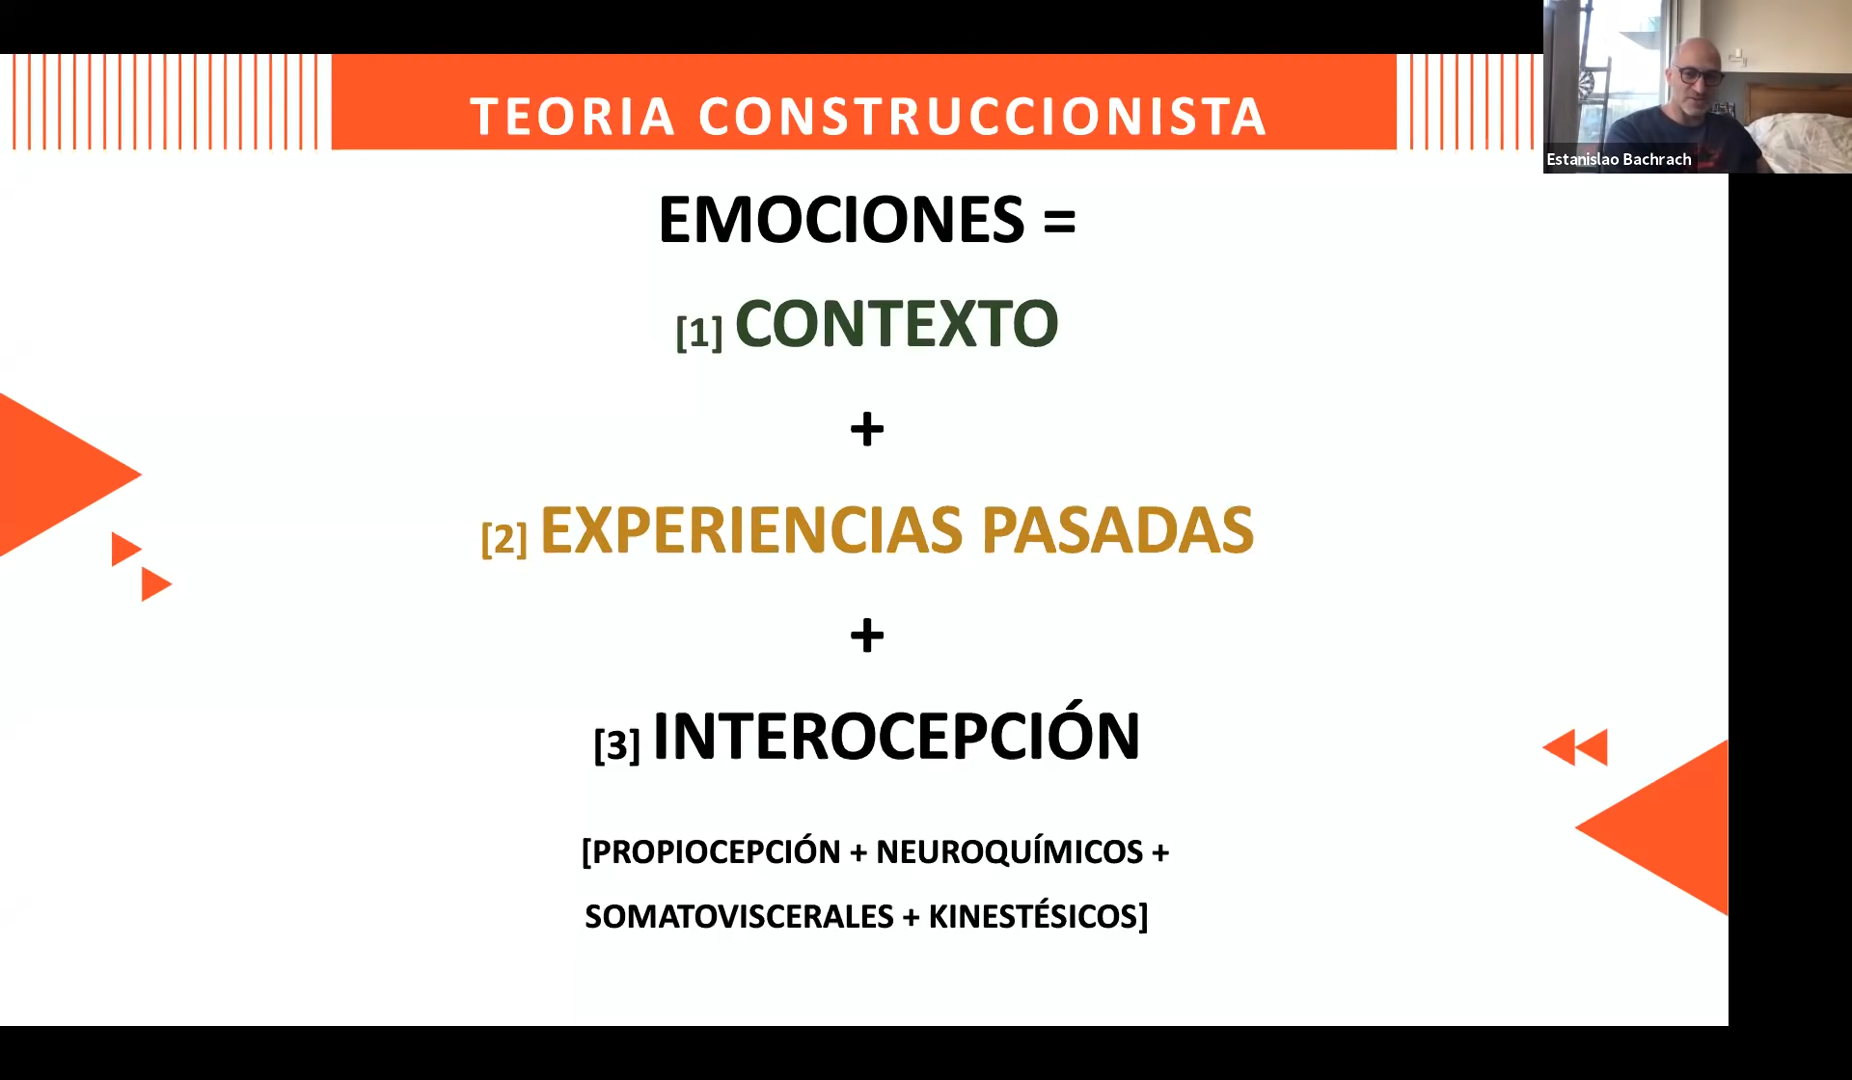 TEORIA CONSTRUCCIONISTA
Estanislao Bachrach
EMOCIONES =
[1] CONTEXTO
+
[2] EXPERIENCIAS PASADAS
+
[3] INTEROCEPCIÓN
[PROPIOCEPCIÓN + NEUROQUÍMICOS +
SOMATOVISCERALES + KINESTÉSICOS]